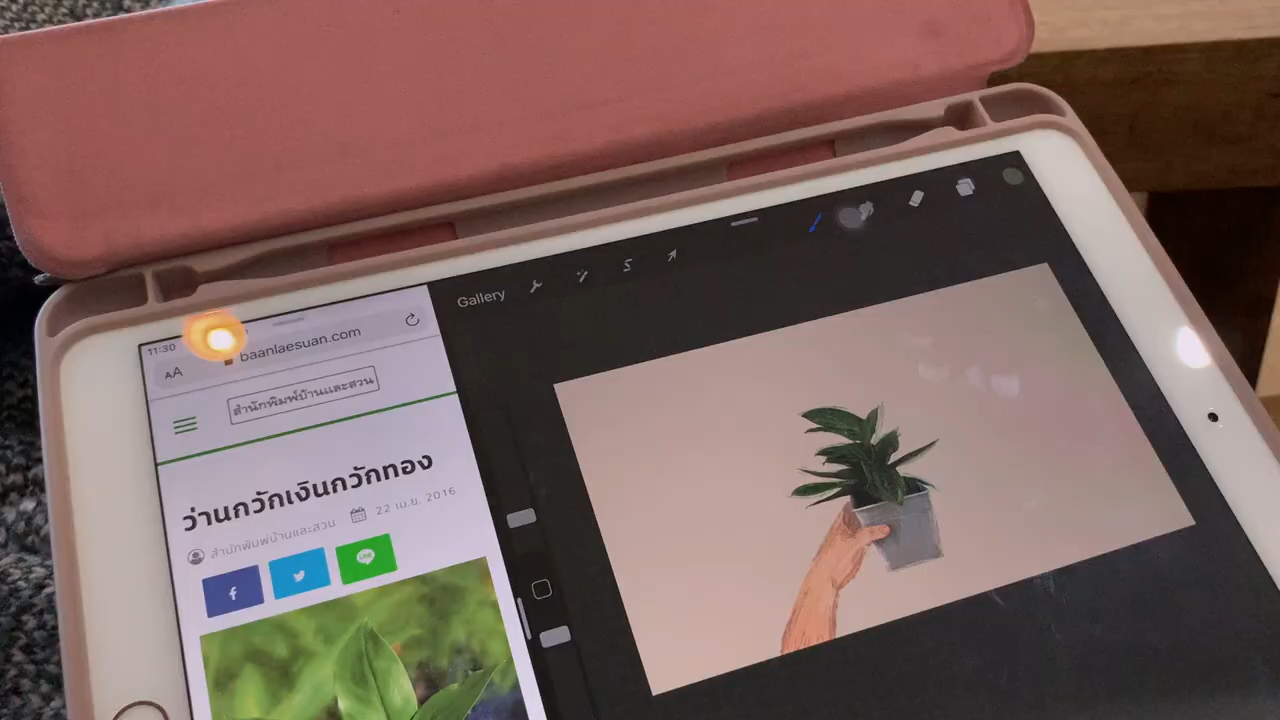 11:30
AA baanlaesuan.com
สำนักพิมพ์บ้านและสวน
ว่านกวักเงินกวักทอง
สำนักพิมพ์บ้านและสวน 22 เม.ย. 2016
f
LINE
Gallery